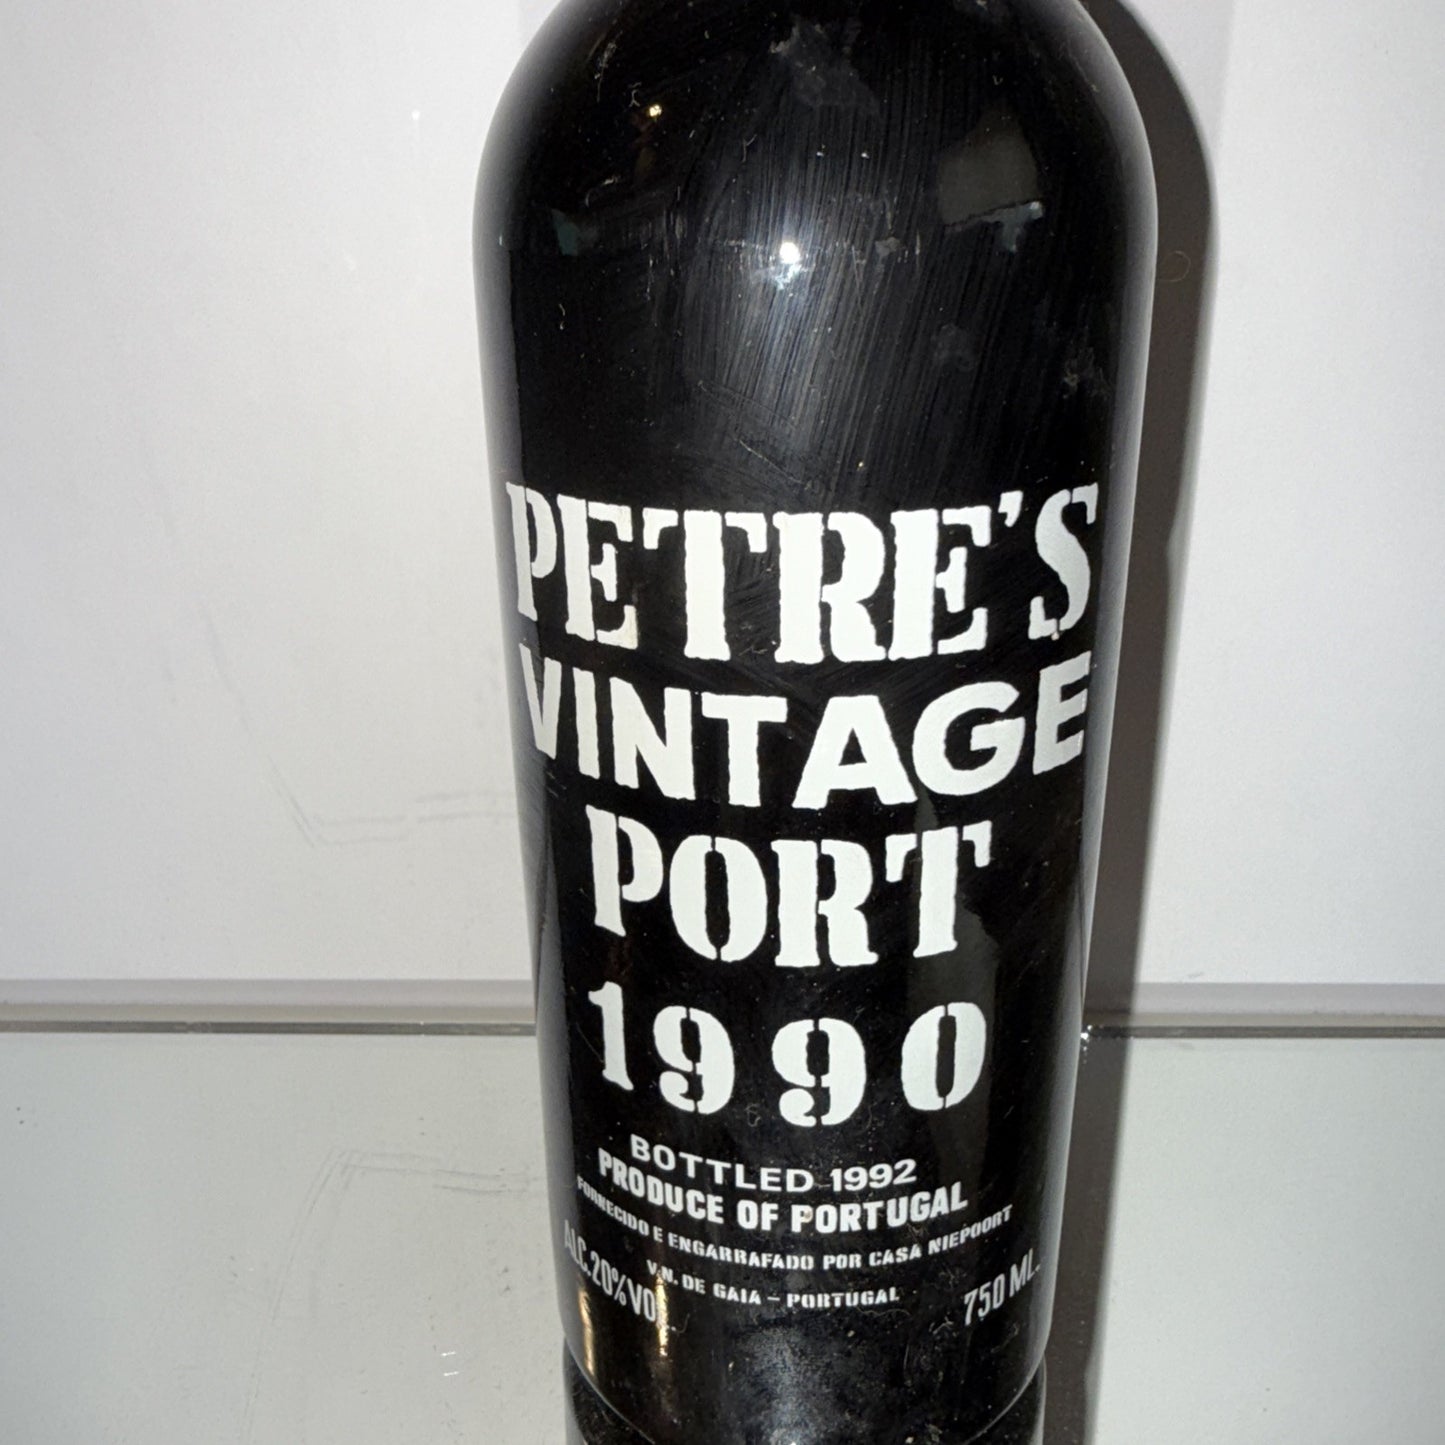 PETRE'S
VINTAGE
PORT
1990
BOTTLED 1992
PRODUCE OF PORTUGAL
FORNECIDO E ENGARRAFADO POR CASA NIEPOORT
V.N. DE GAIA – PORTUGAL
ALC.20%VOL.
750 ML.